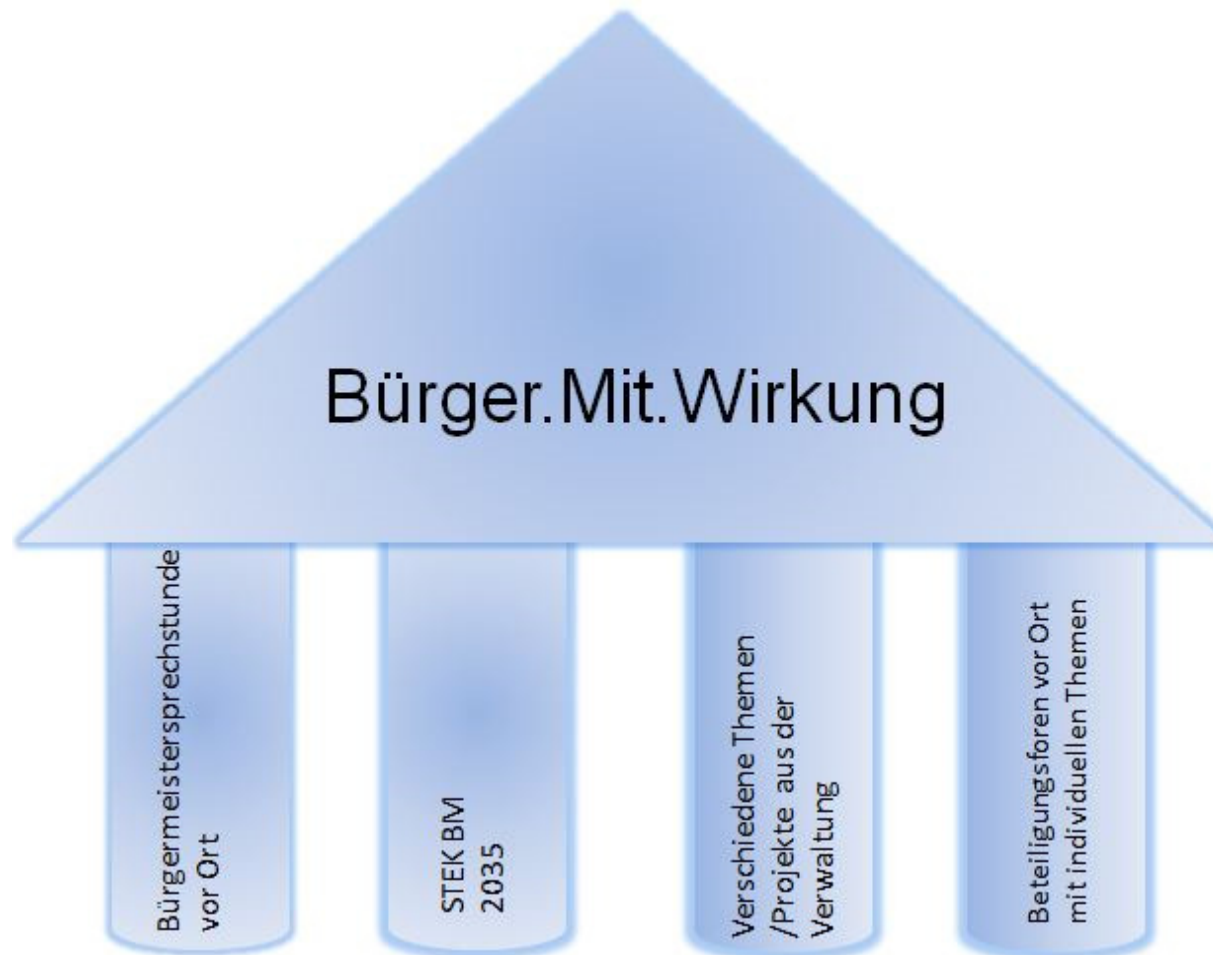 Bürger.Mit.Wirkung
Bürgermeistersprechstunde
vor Ort
STEK BM
2035
Verschiedene Themen
/Projekte aus der
Verwaltung
Beteiligungsforen vor Ort
mit individuellen Themen